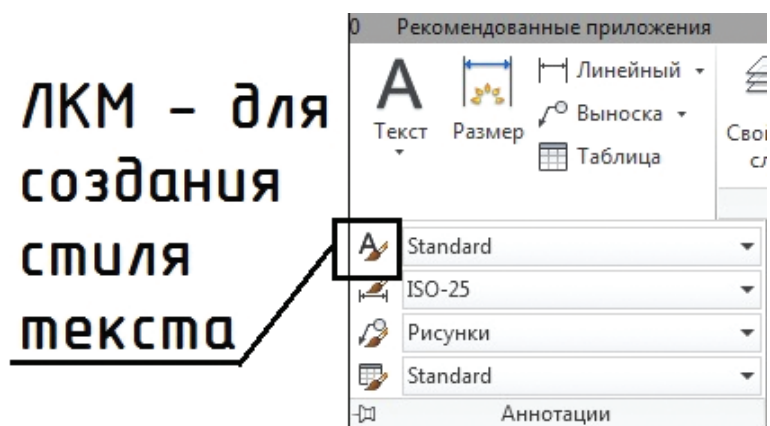 ЛКМ - для
создания
стиля
текста
0 Рекомендованные приложения
A
Текст
Размер
Линейный
Выноска
Таблица
Standard
ISO-25
Рисунки
Standard
Аннотации